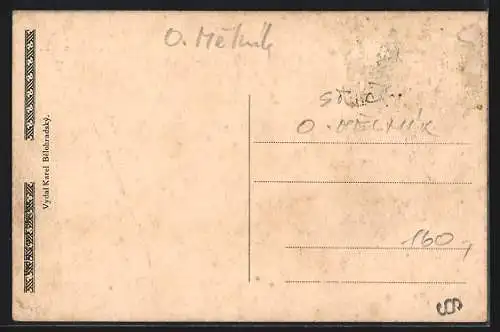 O. Mělník
O. MĚLNÍK
Vydal Karel Bělohradský.
160,-